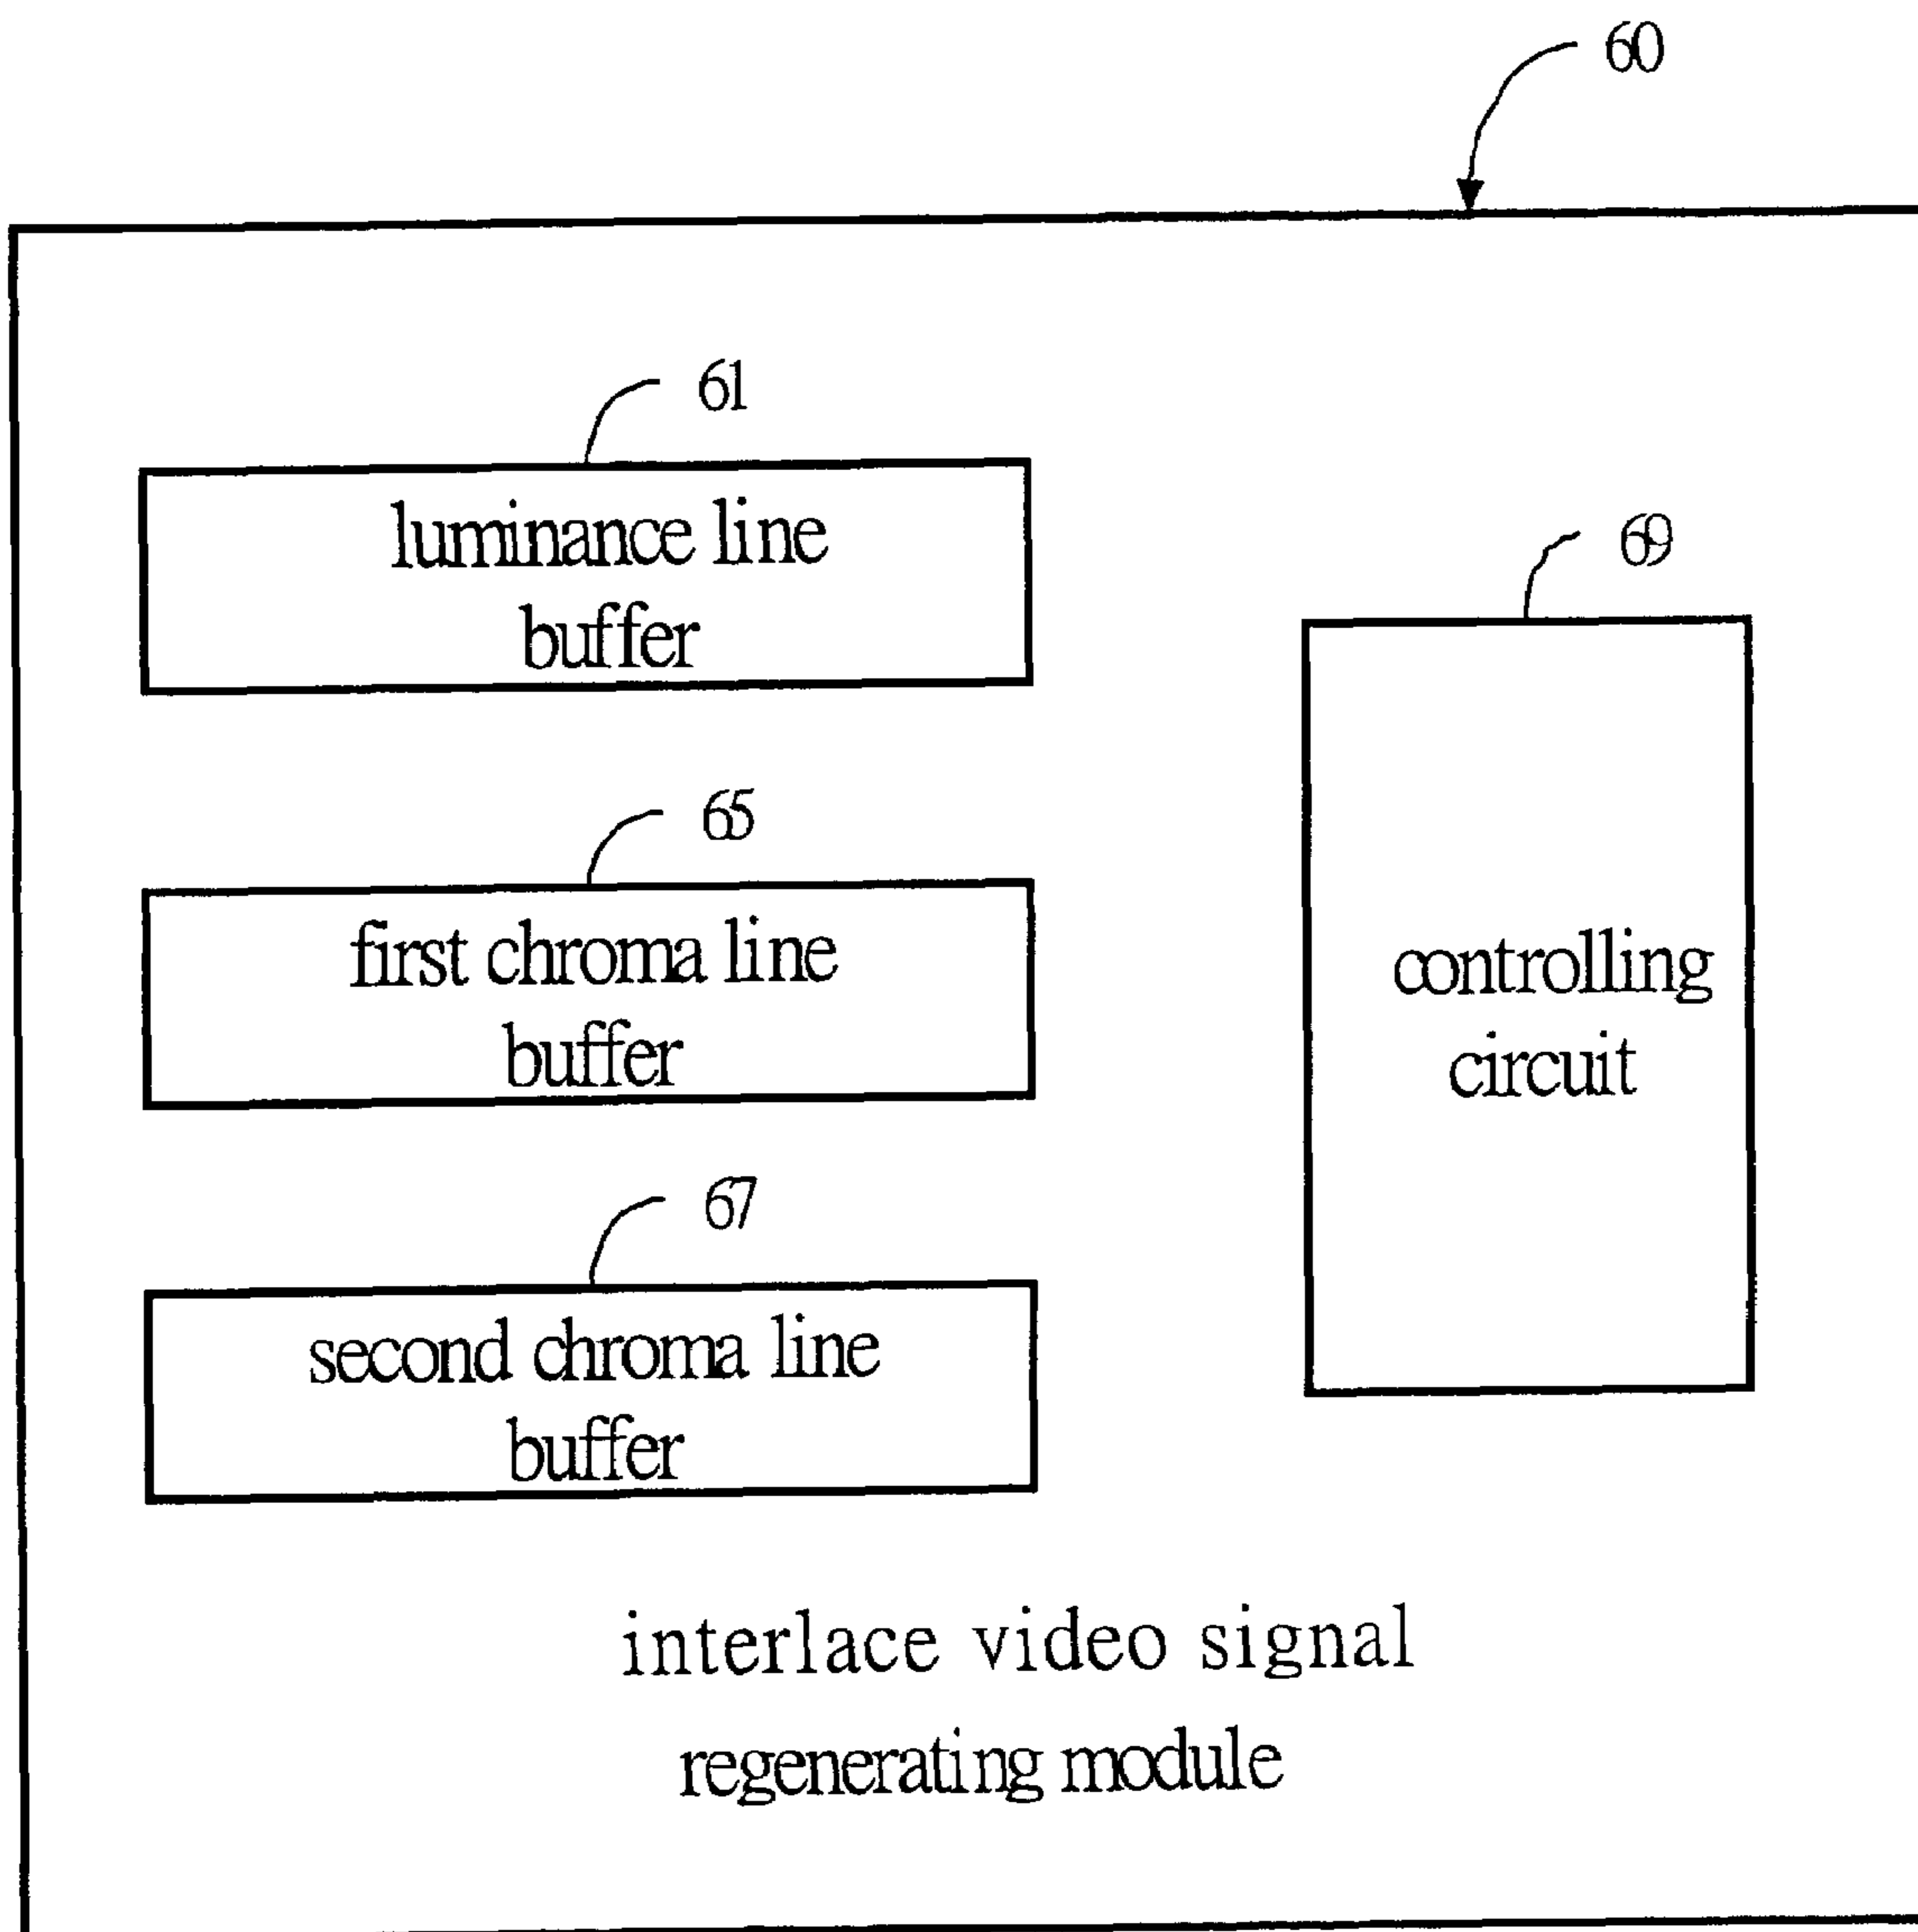 60
61
luminance line
buffer
69
65
first chroma line
buffer
controlling
circuit
67
second chroma line
buffer
interlace video signal
regenerating module